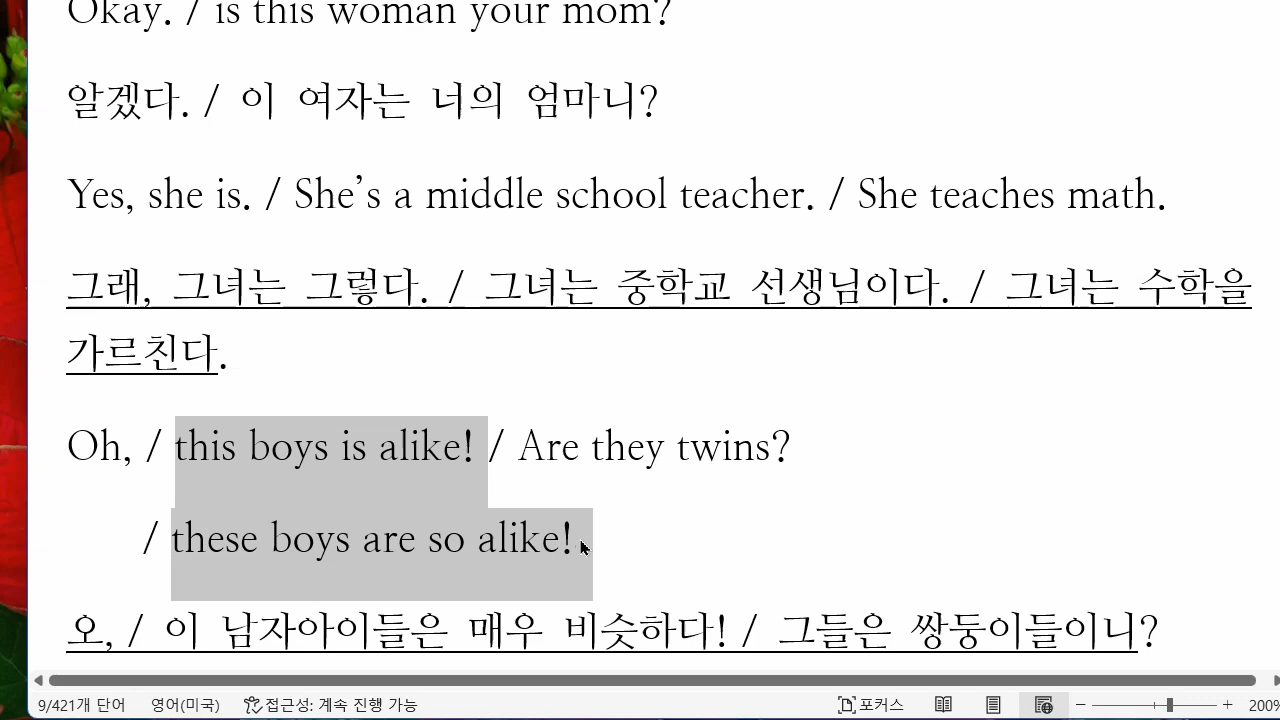 Okay. / is this woman your mom?
알겠다. / 이 여자는 너의 엄마니?
Yes, she is. / She’s a middle school teacher. / She teaches math.
그래, 그녀는 그렇다. / 그녀는 중학교 선생님이다. / 그녀는 수학을
가르친다.
Oh, / this boys is alike! / Are they twins?
/ these boys are so alike!
오, / 이 남자아이들은 매우 비슷하다! / 그들은 쌍둥이들이니?
9/421개 단어 영어(미국) 접근성: 계속 진행 가능 포커스 − + 200%